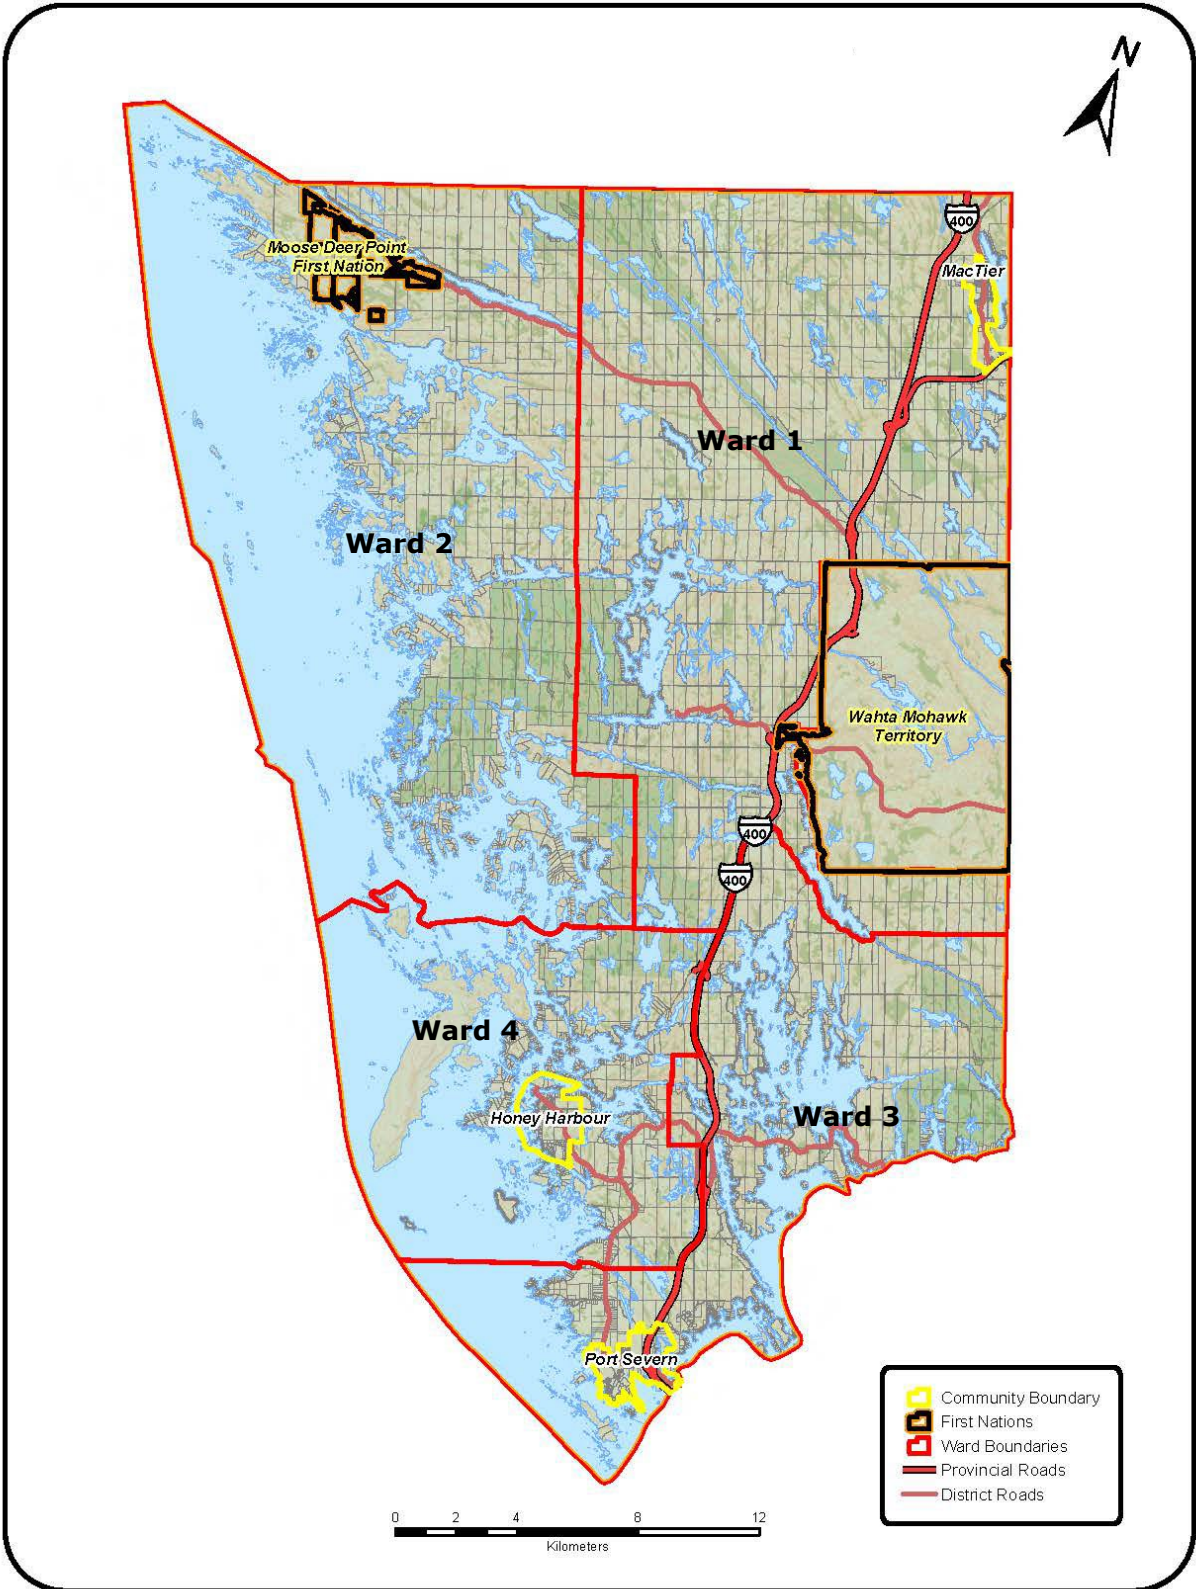 N
400
MacTier
Moose Deer Point
First Nation
Ward 1
Ward 2
Wahta Mohawk
Territory
400
400
Ward 4
Honey Harbour
Ward 3
Port Severn
Community Boundary
First Nations
Ward Boundaries
Provincial Roads
District Roads
0 2 4 8 12
Kilometers